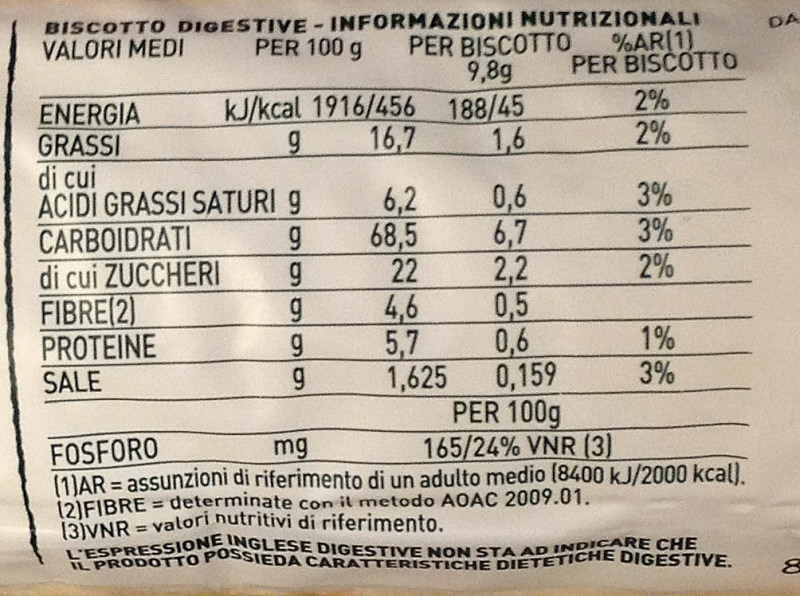 BISCOTTO DIGESTIVE - INFORMAZIONI NUTRIZIONALI
DA
VALORI MEDI PER 100 g PER BISCOTTO %AR(1)
9,8g PER BISCOTTO
ENERGIA kJ/kcal 1916/456 188/45 2%
GRASSI g 16,7 1,6 2%
di cui
ACIDI GRASSI SATURI g 6,2 0,6 3%
CARBOIDRATI g 68,5 6,7 3%
di cui ZUCCHERI g 22 2,2 2%
FIBRE(2) g 4,6 0,5
PROTEINE g 5,7 0,6 1%
SALE g 1,625 0,159 3%
PER 100g
FOSFORO mg 165/24% VNR (3)
(1)AR = assunzioni di riferimento di un adulto medio (8400 kJ/2000 kcal).
(2)FIBRE = determinate con il metodo AOAC 2009.01.
(3)VNR = valori nutritivi di riferimento.
L'ESPRESSIONE INGLESE DIGESTIVE NON STA AD INDICARE CHE
IL PRODOTTO POSSIEDA CARATTERISTICHE DIETETICHE DIGESTIVE.
8